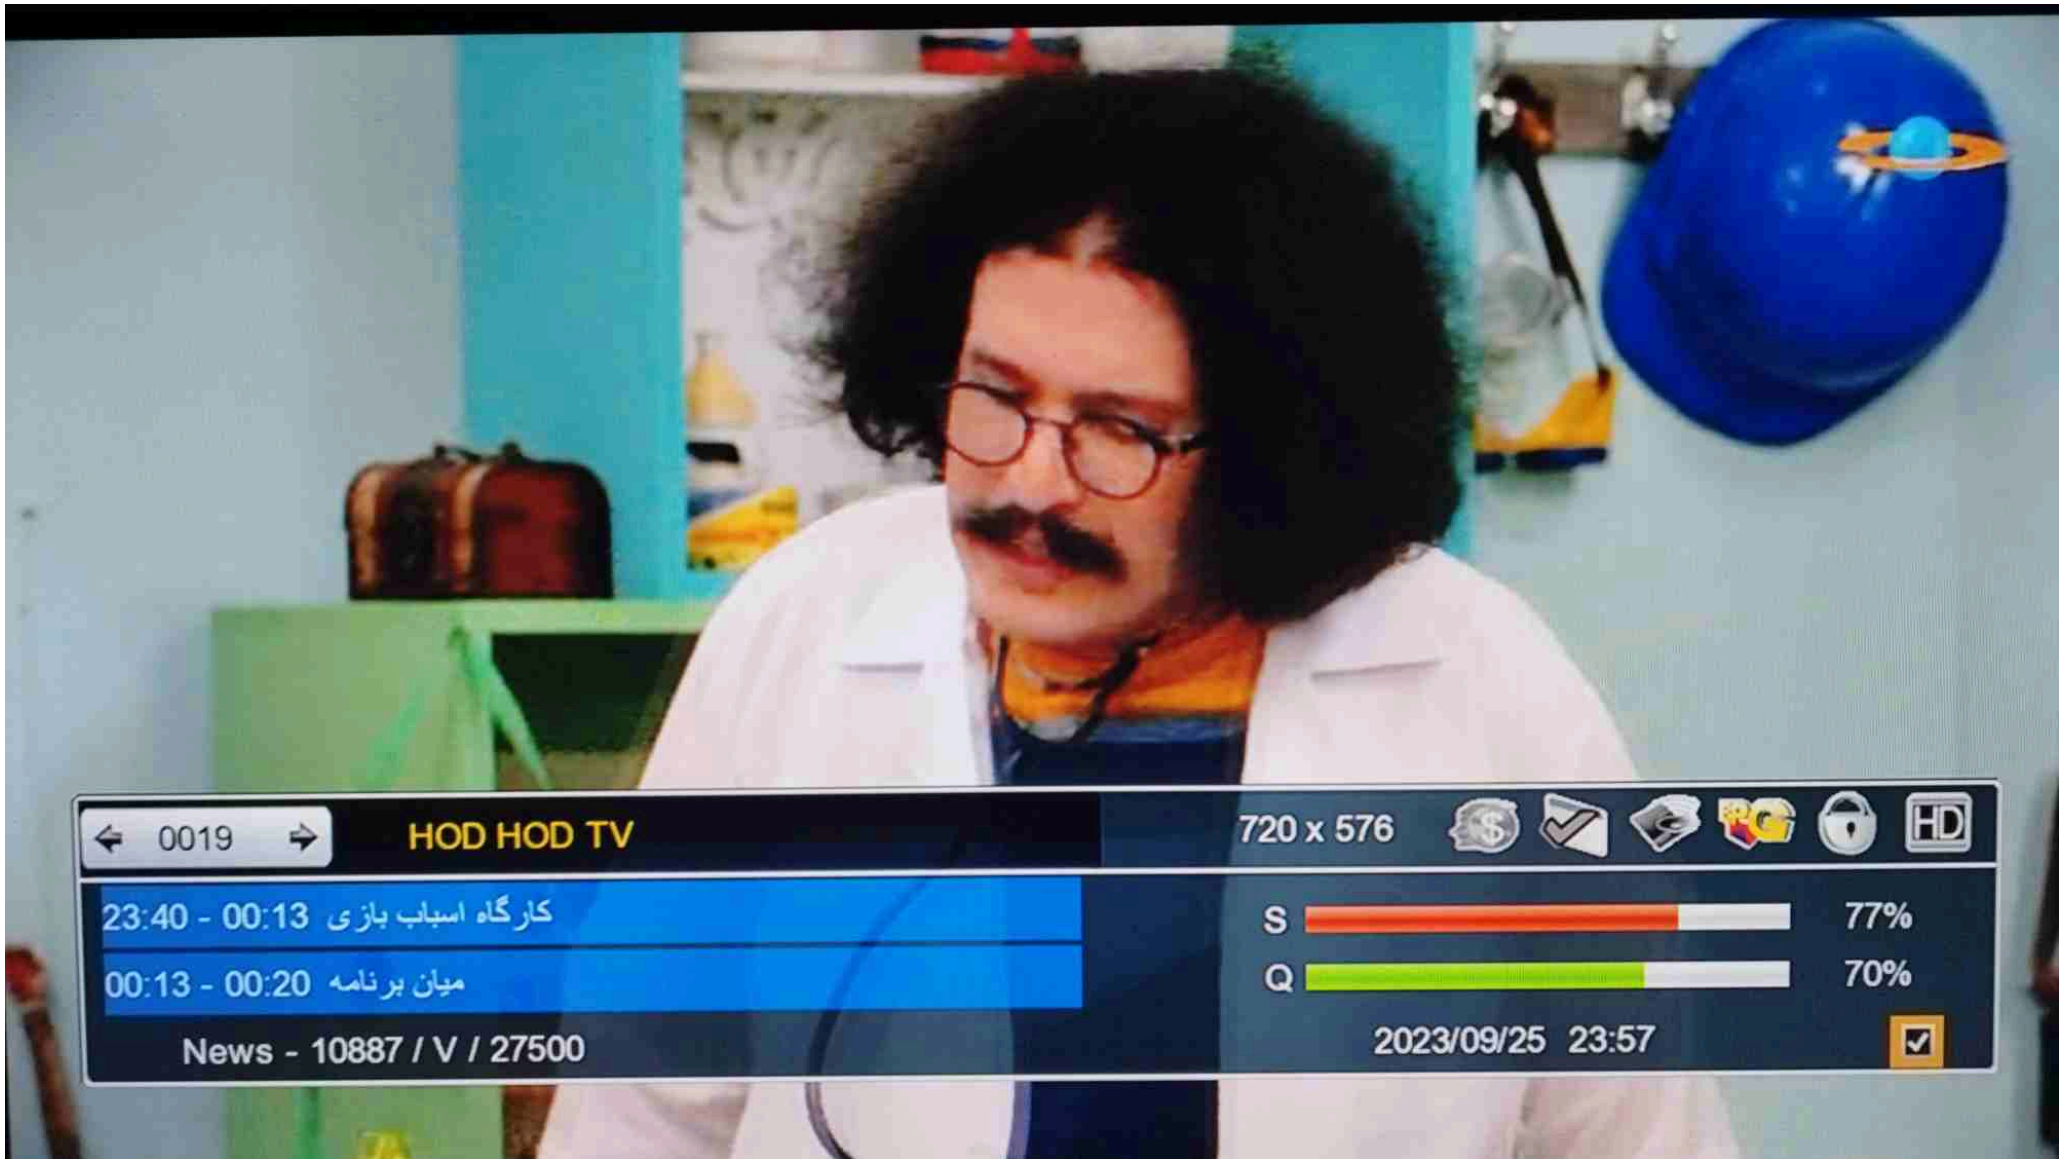 0019
HOD HOD TV
720 x 576
HD
23:40 - 00:13 کارگاه اسباب بازی
00:13 - 00:20 میان برنامه
S 77%
Q 70%
News - 10887 / V / 27500
2023/09/25 23:57